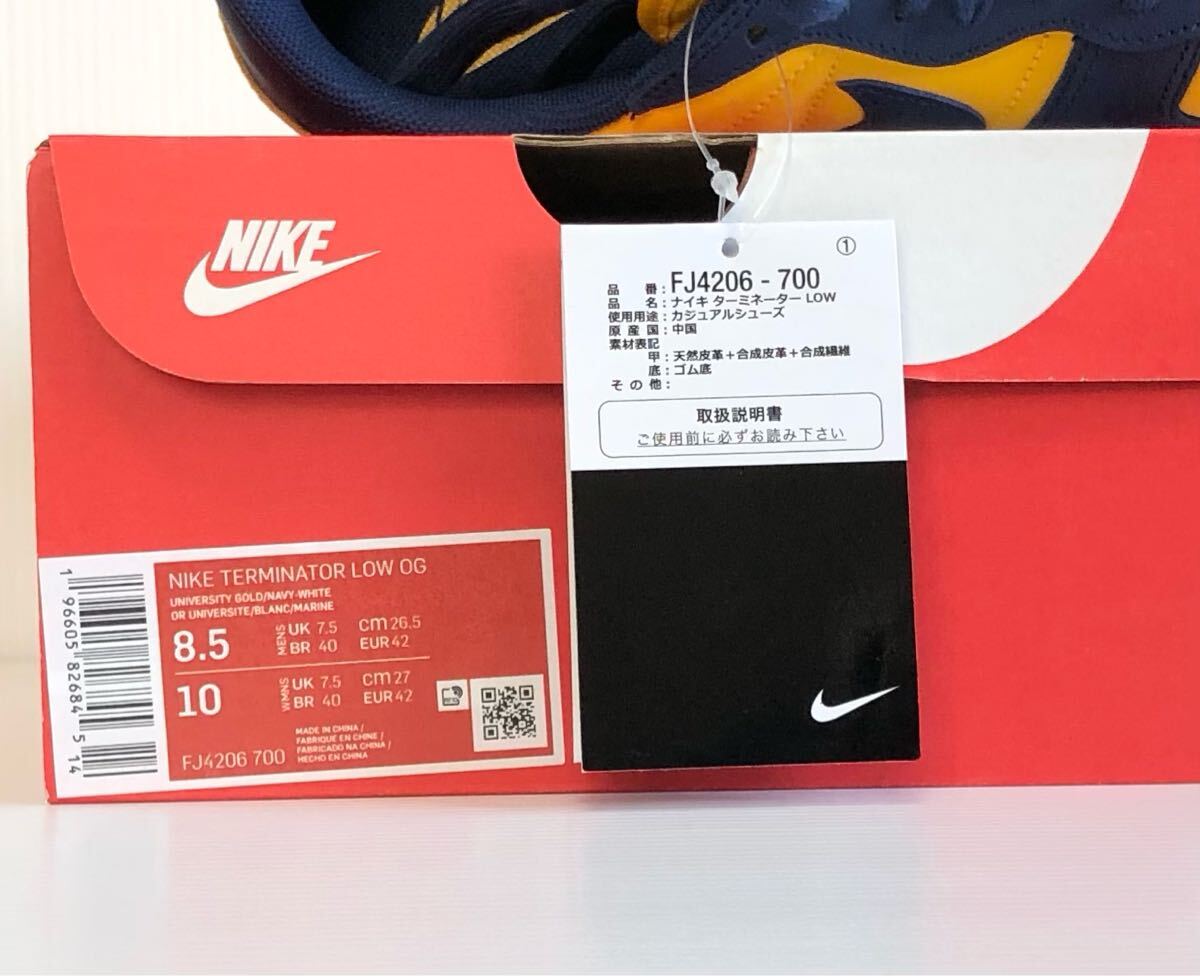 NIKE
①
品 番：FJ4206 - 700
品 名：ナイキ ターミネーター LOW
使用用途：カジュアルシューズ
原 産 国：中国
素材表記
甲：天然皮革＋合成皮革＋合成繊維
底：ゴム底
そ の 他：
取扱説明書
ご使用前に必ずお読み下さい
NIKE TERMINATOR LOW OG
UNIVERSITY GOLD/NAVY-WHITE
OR UNIVERSITE/BLANC/MARINE
8.5 MENS UK 7.5 cm 26.5
BR 40 EUR 42
10 WMNS UK 7.5 cm 27
BR 40 EUR 42
MADE IN CHINA /
FABRIQUE EN CHINE /
FABRICADO NA CHINA /
HECHO EN CHINA
FJ4206 700
1 96605 82684 5 14